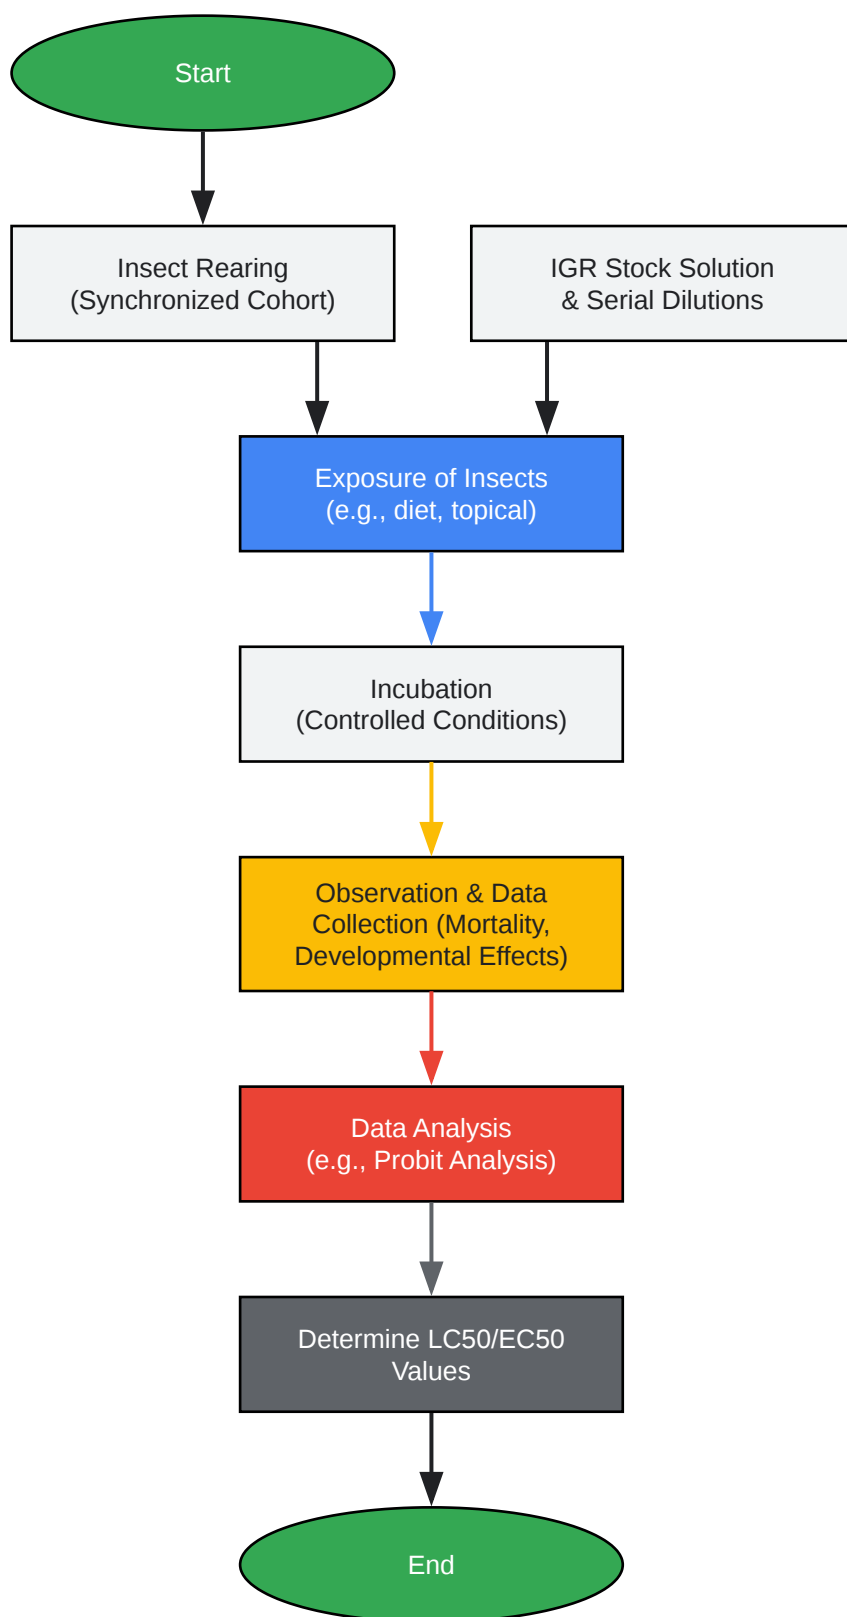 Start
Insect Rearing
(Synchronized Cohort)
IGR Stock Solution
& Serial Dilutions
Exposure of Insects
(e.g., diet, topical)
Incubation
(Controlled Conditions)
Observation & Data
Collection (Mortality,
Developmental Effects)
Data Analysis
(e.g., Probit Analysis)
Determine LC50/EC50
Values
End